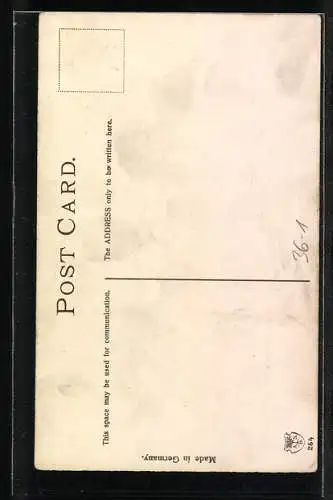 POST CARD.
This space may be used for communication.
The ADDRESS only to be written here.
36-1
Made in Germany.
264